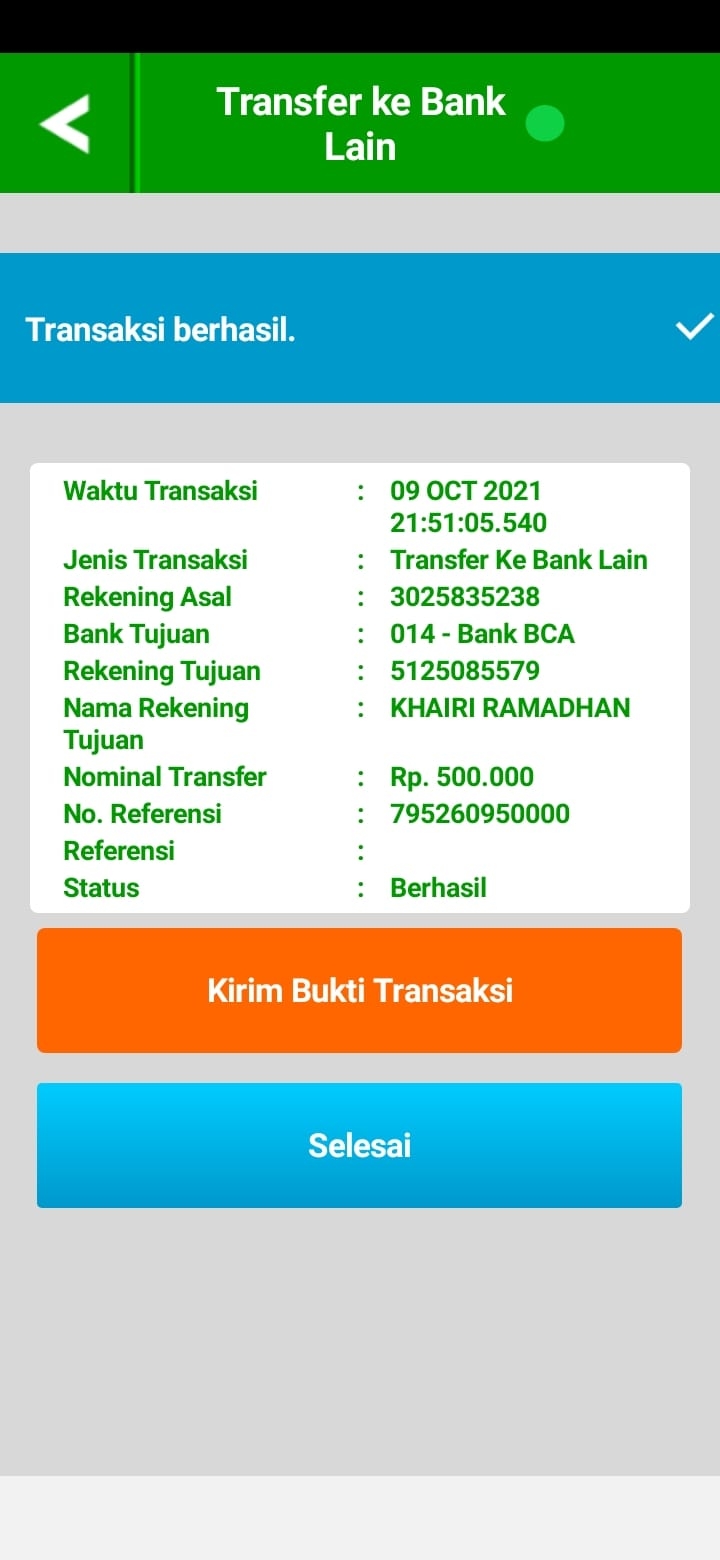 Transfer ke Bank
Lain
Transaksi berhasil.
Waktu Transaksi : 09 OCT 2021
21:51:05.540
Jenis Transaksi : Transfer Ke Bank Lain
Rekening Asal : 3025835238
Bank Tujuan : 014 - Bank BCA
Rekening Tujuan : 5125085579
Nama Rekening : KHAIRI RAMADHAN
Tujuan
Nominal Transfer : Rp. 500.000
No. Referensi : 795260950000
Referensi :
Status : Berhasil
Kirim Bukti Transaksi
Selesai